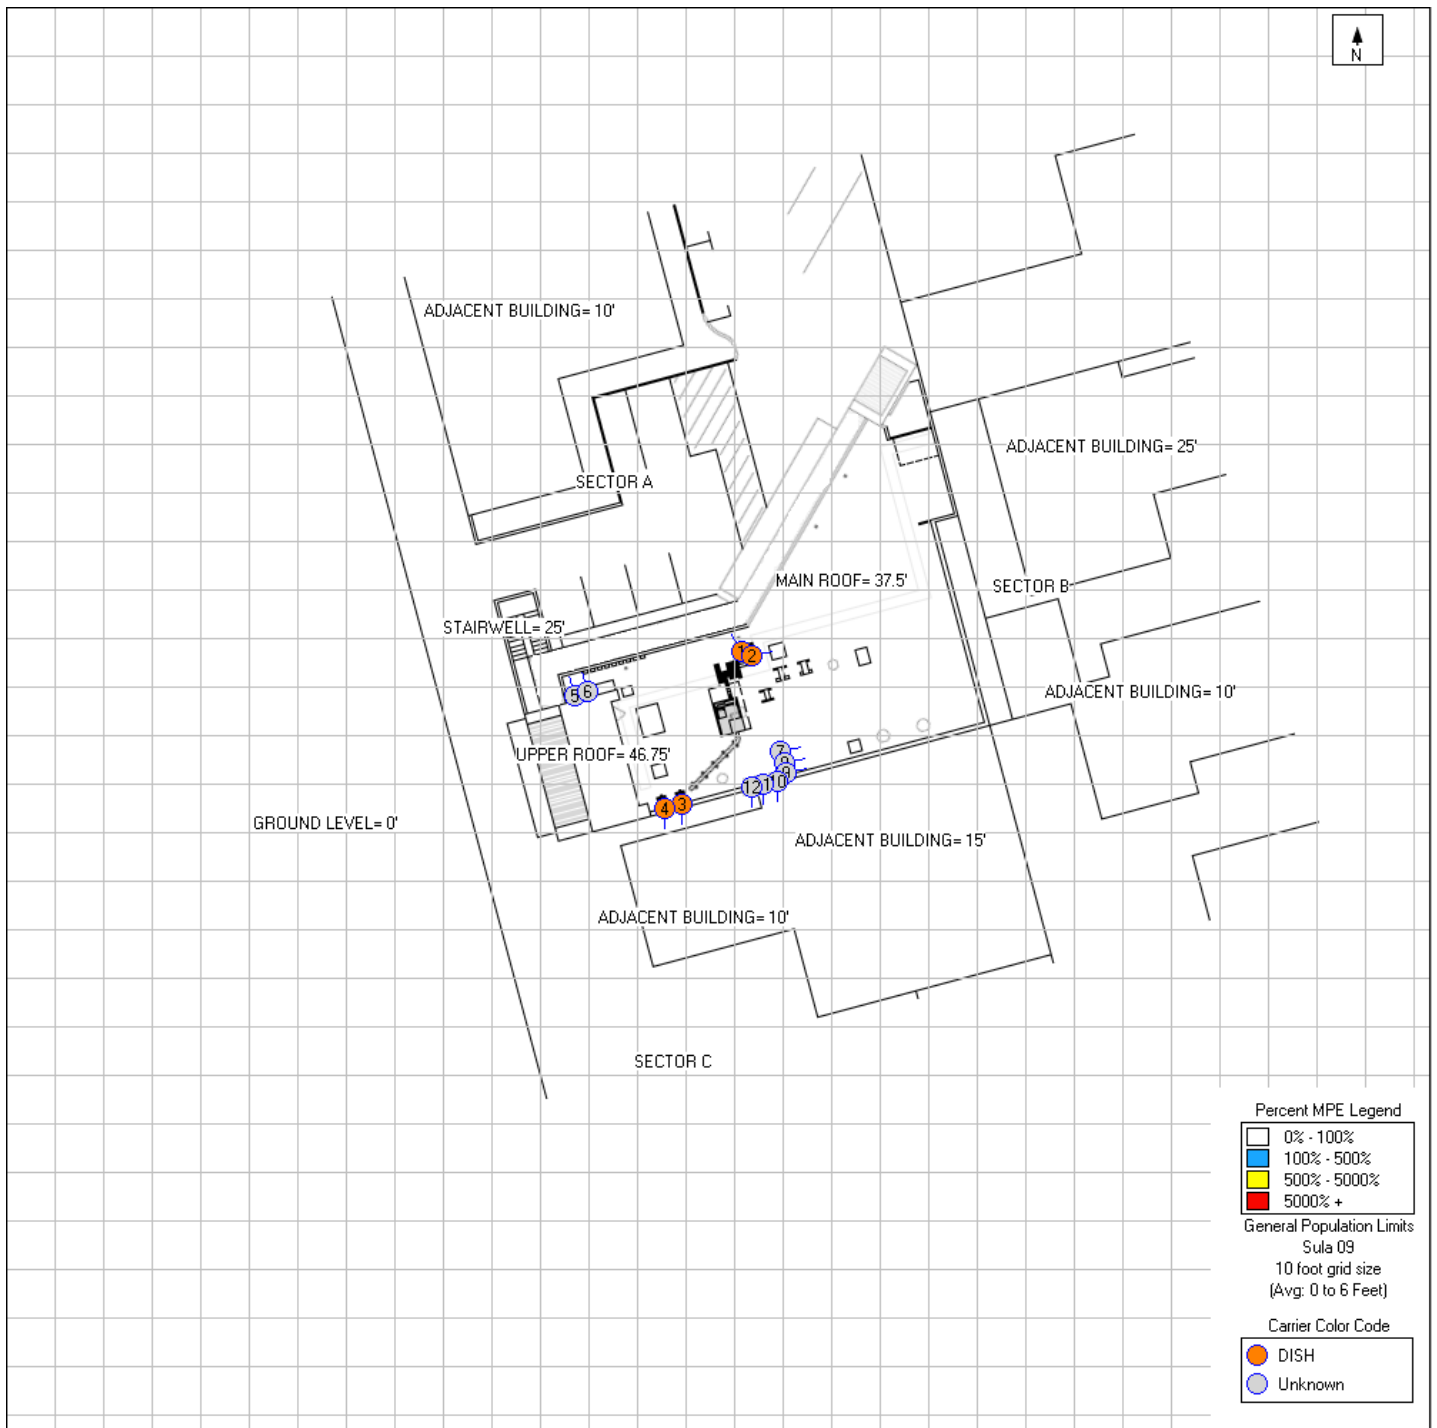 N
ADJACENT BUILDING= 10'
ADJACENT BUILDING= 25'
SECTOR A
MAIN ROOF= 37.5'
SECTOR B
STAIRWELL= 25'
1
2
5
6
ADJACENT BUILDING= 10'
UPPER ROOF= 46.75'
7
9
12
10
4
3
GROUND LEVEL= 0'
ADJACENT BUILDING= 15'
ADJACENT BUILDING= 10'
SECTOR C
Percent MPE Legend
0% - 100%
100% - 500%
500% - 5000%
5000% +
General Population Limits
Sula 09
10 foot grid size
(Avg: 0 to 6 Feet)
Carrier Color Code
DISH
Unknown